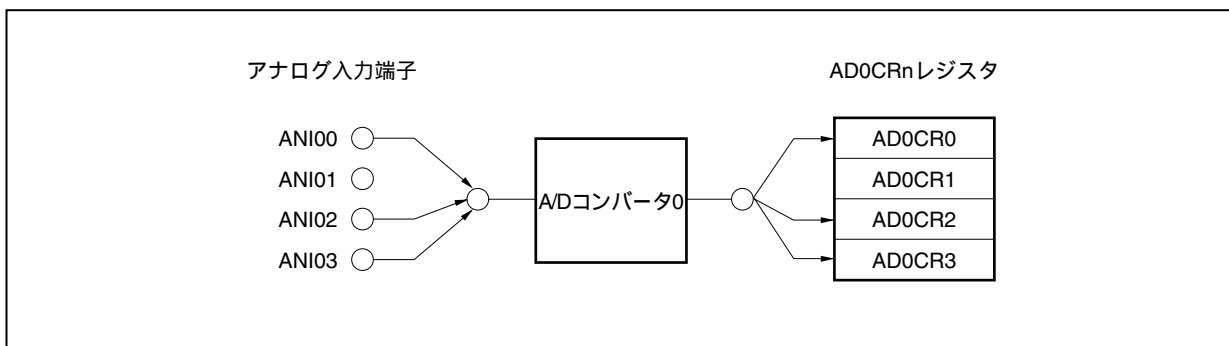 アナログ入力端子
AD0CRnレジスタ
ANI00
ANI01
ANI02
ANI03
A/Dコンバータ0
AD0CR0
AD0CR1
AD0CR2
AD0CR3